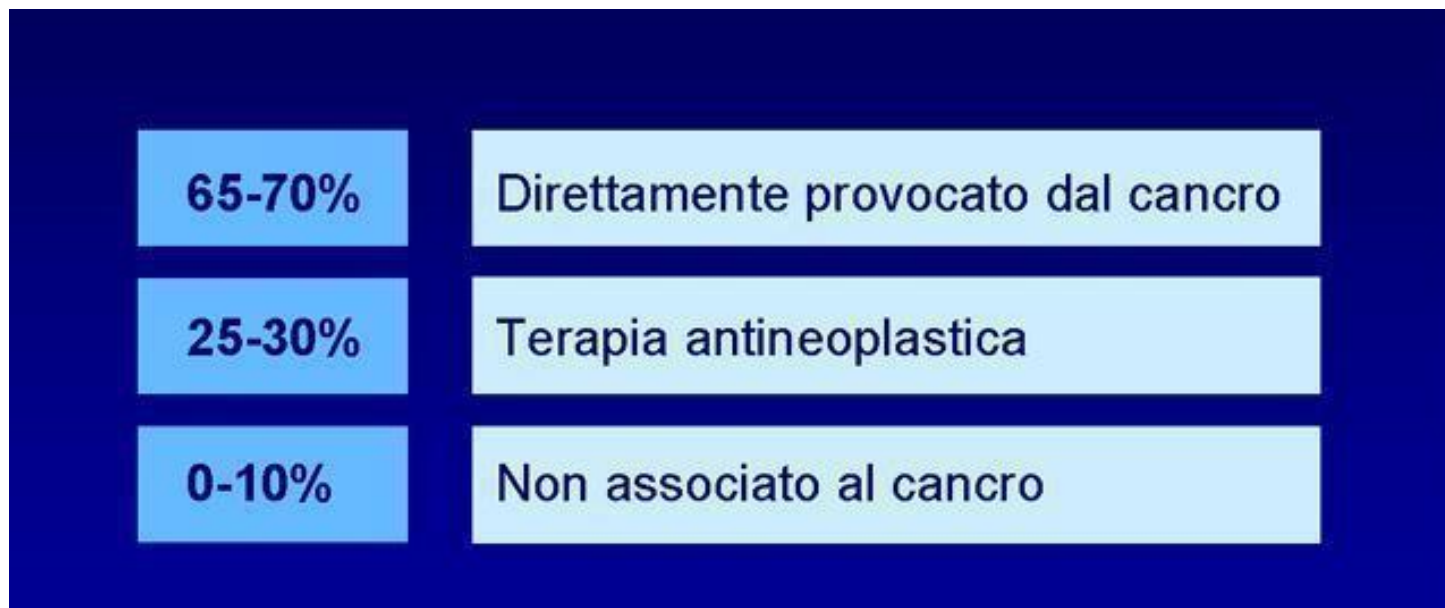 65-70% Direttamente provocato dal cancro
25-30% Terapia antineoplastica
0-10% Non associato al cancro